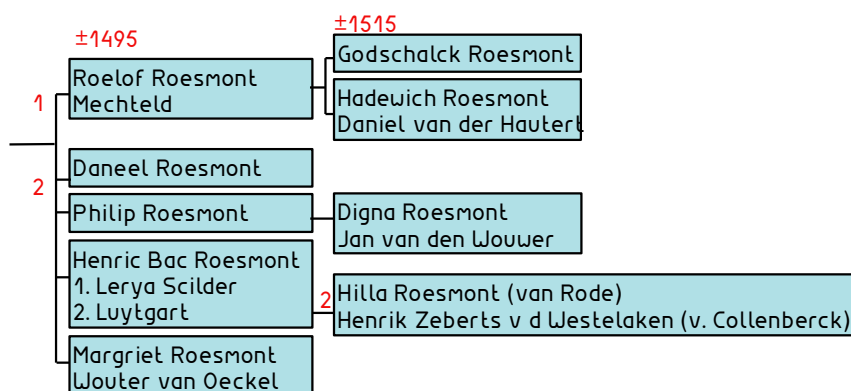 ±1495
1
Roelof Roesmont
Mechteld
2
Daneel Roesmont
Philip Roesmont
Henric Bac Roesmont
1. Lerya Scilder
2. Luytgart
Margriet Roesmont
Wouter van Oeckel
±1515
Godschalck Roesmont
Hadewich Roesmont
Daniel van der Hautert
Digna Roesmont
Jan van den Wouwer
2
Hilla Roesmont (van Rode)
Henrik Zeberts v d Westelaken (v. Collenberck)